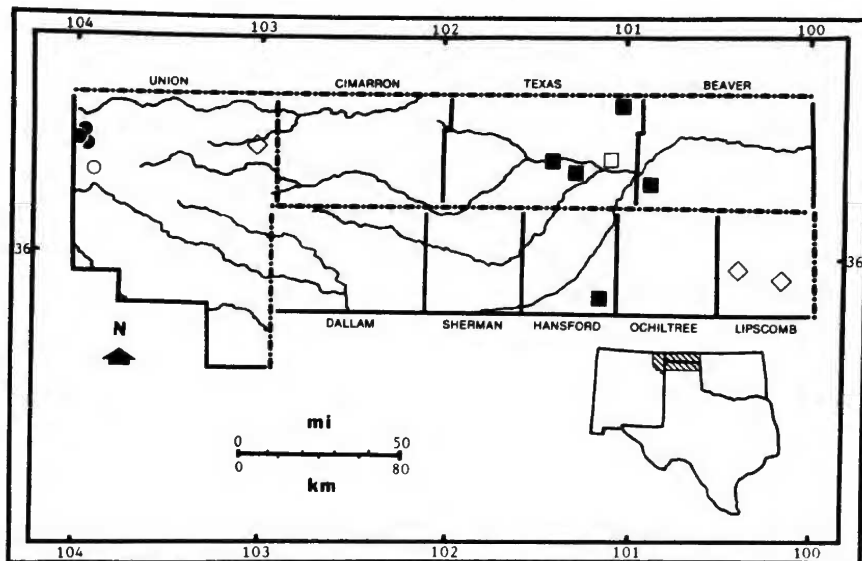 104 103 102 101 100
UNION CIMARRON TEXAS BEAVER
36 36
DALLAM SHERMAN HANSFORD OCHILTREE LIPSCOMB
N
mi
0 50
0 80
km
104 103 102 101 100